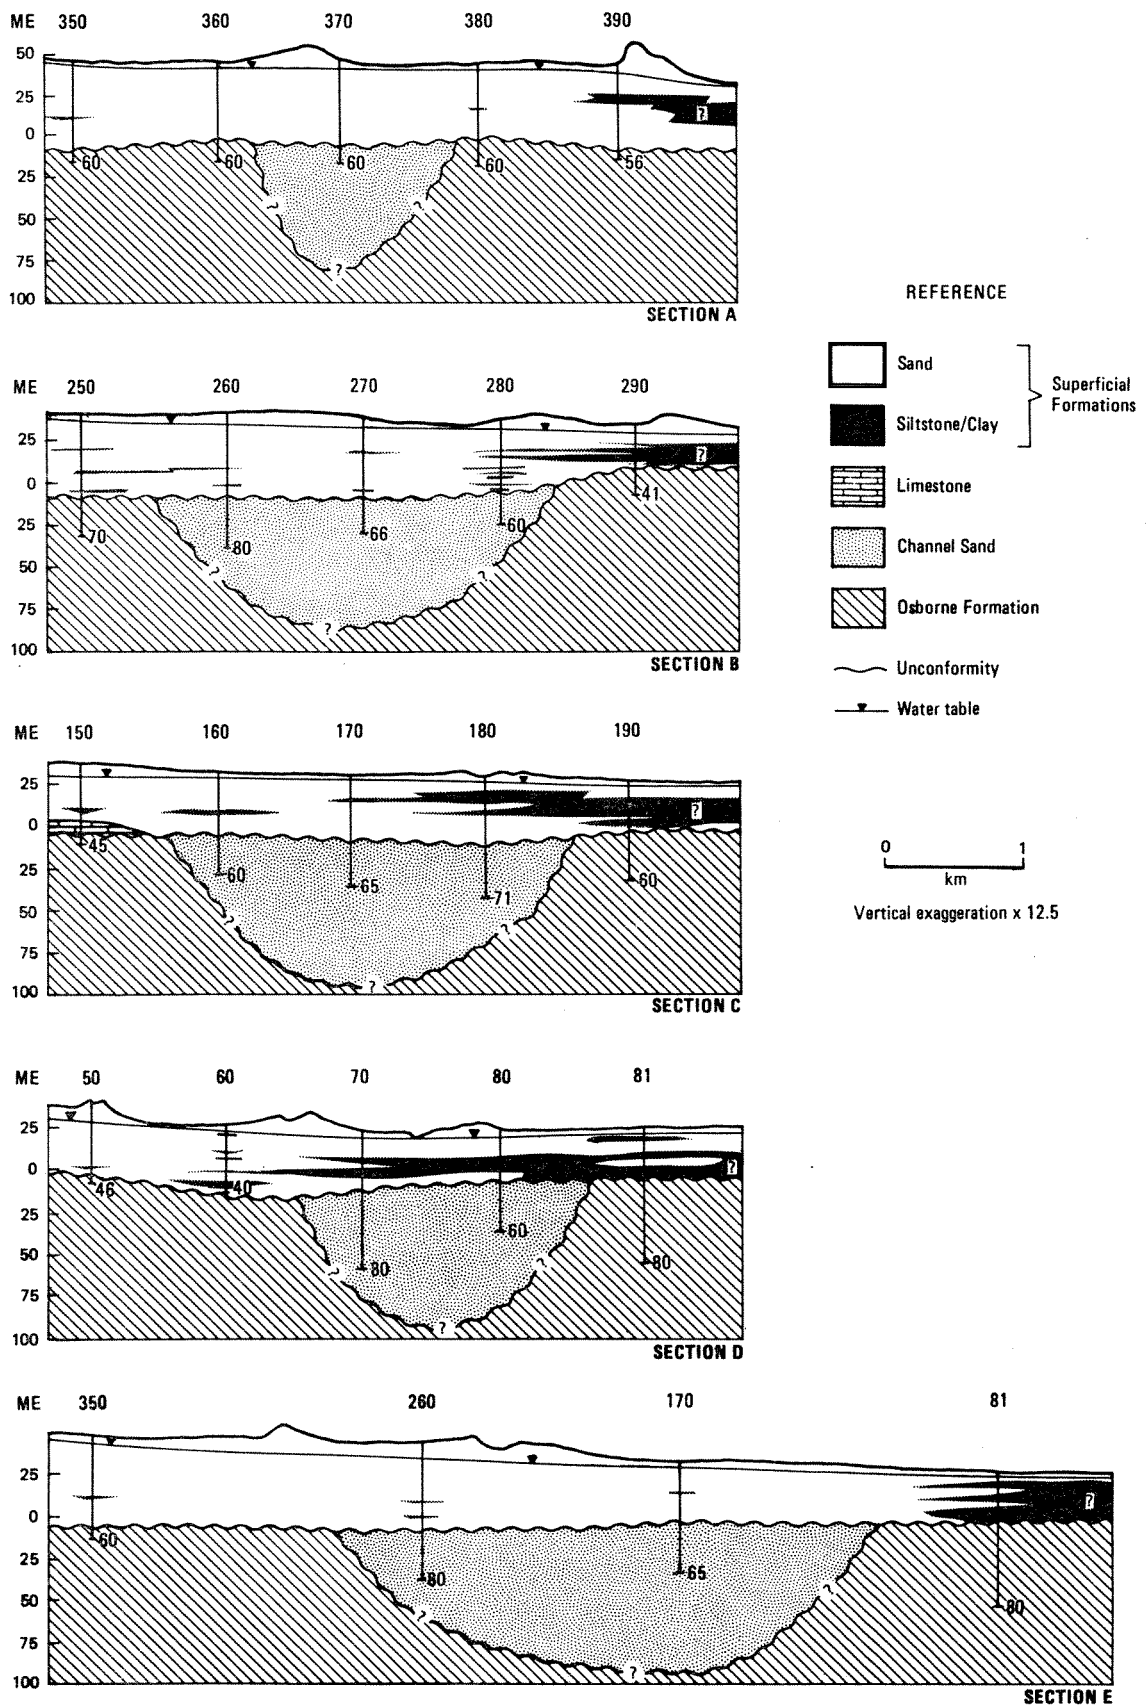 ME 350 360 370 380 390
50
25
0
25
50
75
100
?
60 60 60 60 56
? ?
?
SECTION A
ME 250 260 270 280 290
25
0
25
50
75
100
?
70 80 66 60 41
? ?
?
SECTION B
ME 150 160 170 180 190
25
0
25
50
75
100
?
45 60 65 71 60
? ?
?
SECTION C
ME 50 60 70 80 81
25
0
25
50
75
100
?
46 40 80 60 80
? ?
?
SECTION D
ME 350 260 170 81
25
0
25
50
75
100
?
60 80 65 80
? ?
?
SECTION E
REFERENCE
Sand
Siltstone/Clay
Superficial
Formations
Limestone
Channel Sand
Osborne Formation
Unconformity
Water table
0 1
km
Vertical exaggeration x 12.5